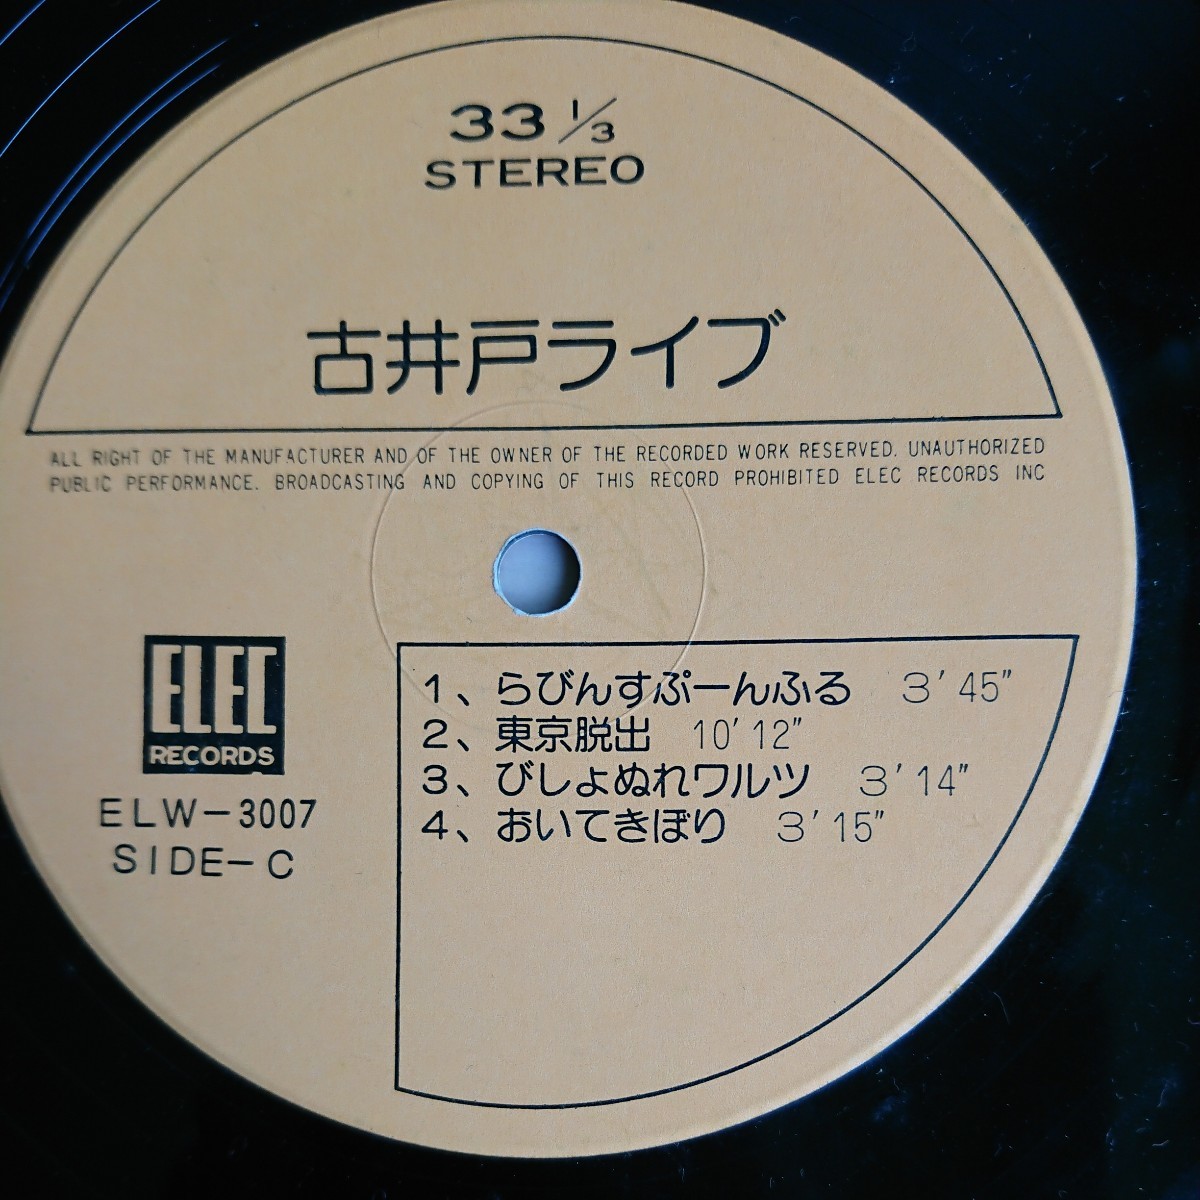 33 1/3
STEREO
古井戸ライブ
ALL RIGHT OF THE MANUFACTURER AND OF THE OWNER OF THE RECORDED WORK RESERVED. UNAUTHORIZED
PUBLIC PERFORMANCE. BROADCASTING AND COPYING OF THIS RECORD PROHIBITED ELEC RECORDS INC
ELEC
RECORDS
ELW-3007
SIDE-C
1、らびんすぷーんふる 3'45"
2、東京脱出 10'12"
3、びしょぬれワルツ 3'14"
4、おいてきぼり 3'15"